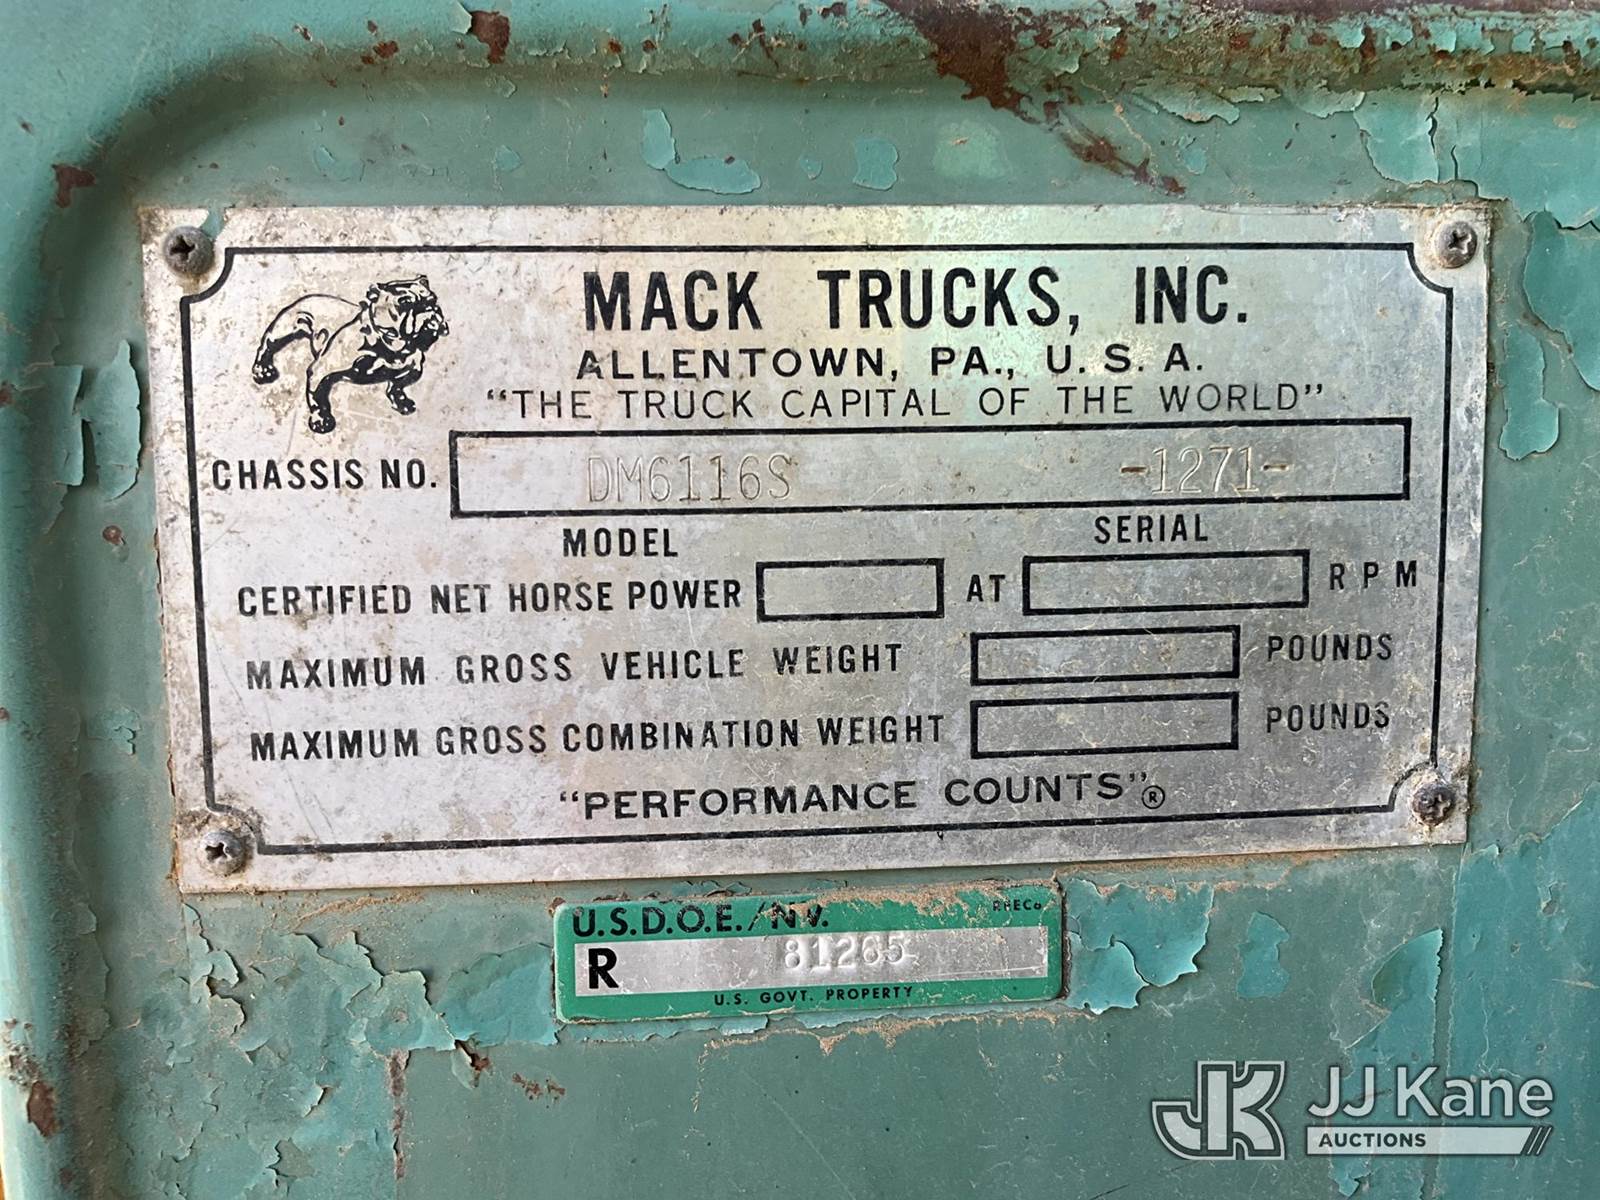 MACK TRUCKS, INC.
ALLENTOWN, PA., U. S. A.
"THE TRUCK CAPITAL OF THE WORLD"
CHASSIS NO. DM6116S -1271-
MODEL SERIAL
CERTIFIED NET HORSE POWER AT RPM
MAXIMUM GROSS VEHICLE WEIGHT POUNDS
MAXIMUM GROSS COMBINATION WEIGHT POUNDS
"PERFORMANCE COUNTS"®
U.S.D.O.E./NV.
R 81265
U.S. GOVT. PROPERTY
JK JJ Kane
AUCTIONS